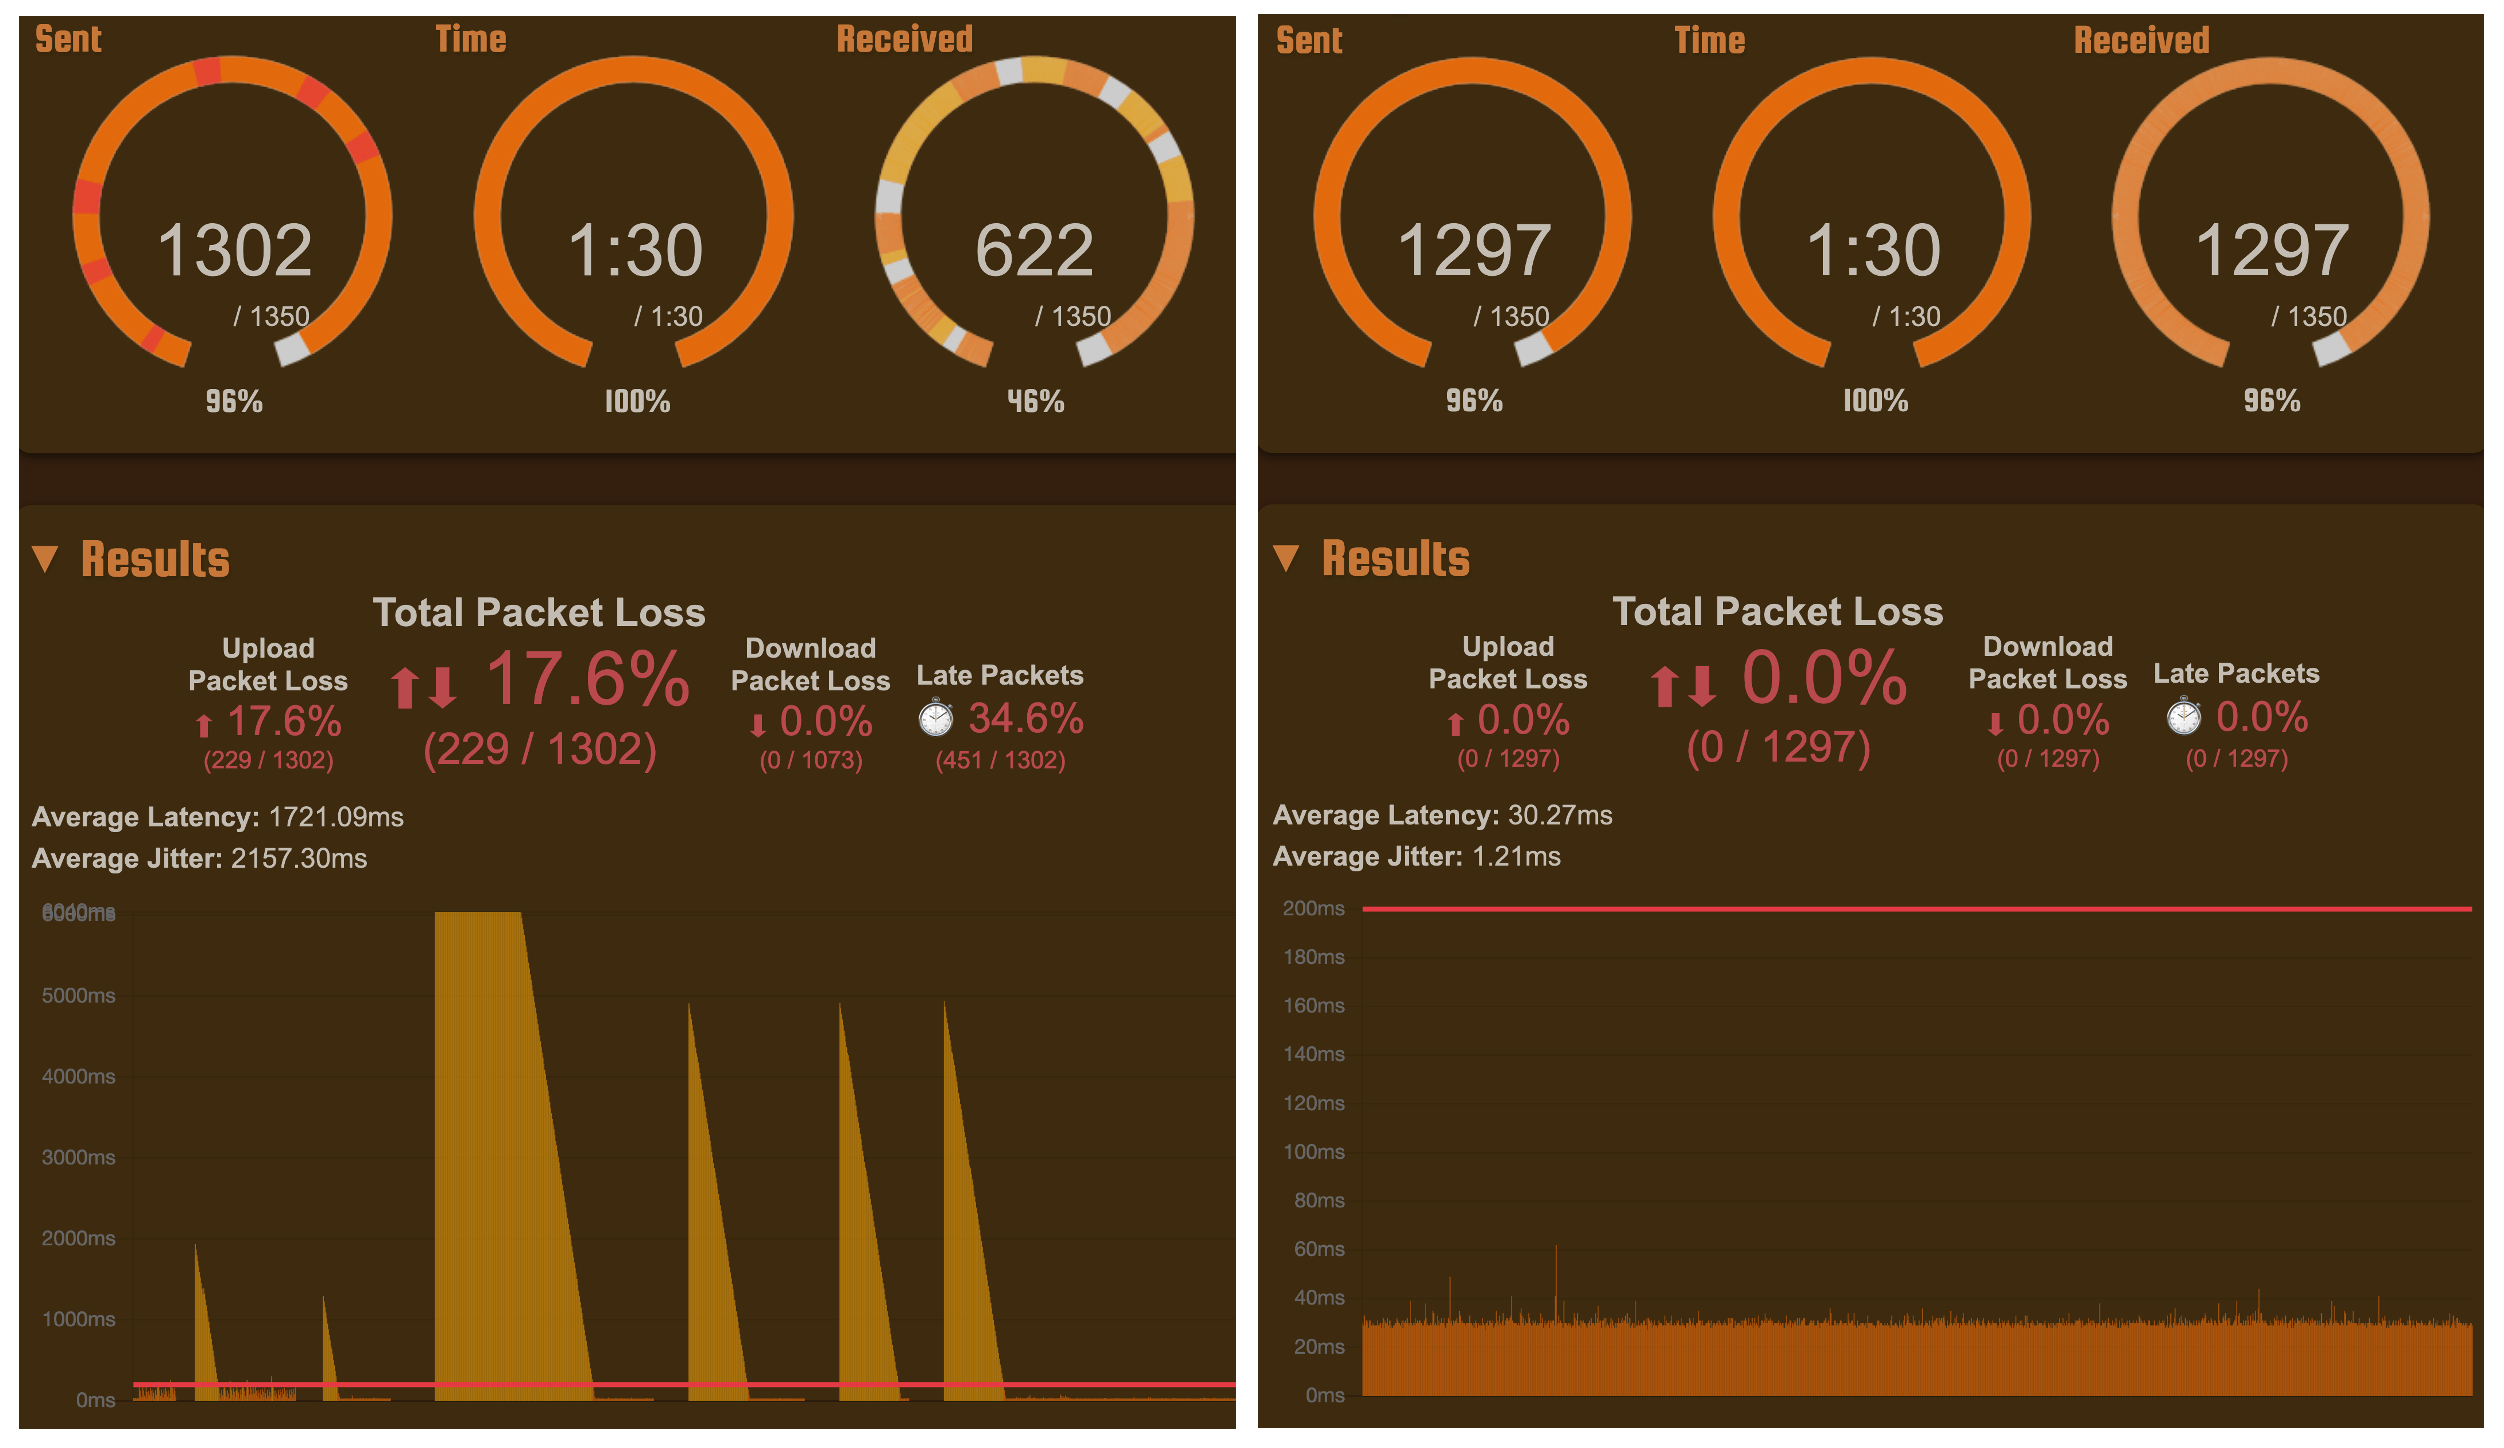 Sent
Time
Received
1302
/ 1350
96%
1:30
/ 1:30
100%
622
/ 1350
46%
Results
Total Packet Loss
Upload
Packet Loss
17.6%
(229 / 1302)
17.6%
(229 / 1302)
Download
Packet Loss
0.0%
(0 / 1073)
Late Packets
34.6%
(451 / 1302)
Average Latency: 1721.09ms
Average Jitter: 2157.30ms
5000ms
4000ms
3000ms
2000ms
1000ms
0ms
Sent
Time
Received
1297
/ 1350
96%
1:30
/ 1:30
100%
1297
/ 1350
96%
Results
Total Packet Loss
Upload
Packet Loss
0.0%
(0 / 1297)
0.0%
(0 / 1297)
Download
Packet Loss
0.0%
(0 / 1297)
Late Packets
0.0%
(0 / 1297)
Average Latency: 30.27ms
Average Jitter: 1.21ms
200ms
180ms
160ms
140ms
120ms
100ms
80ms
60ms
40ms
20ms
0ms